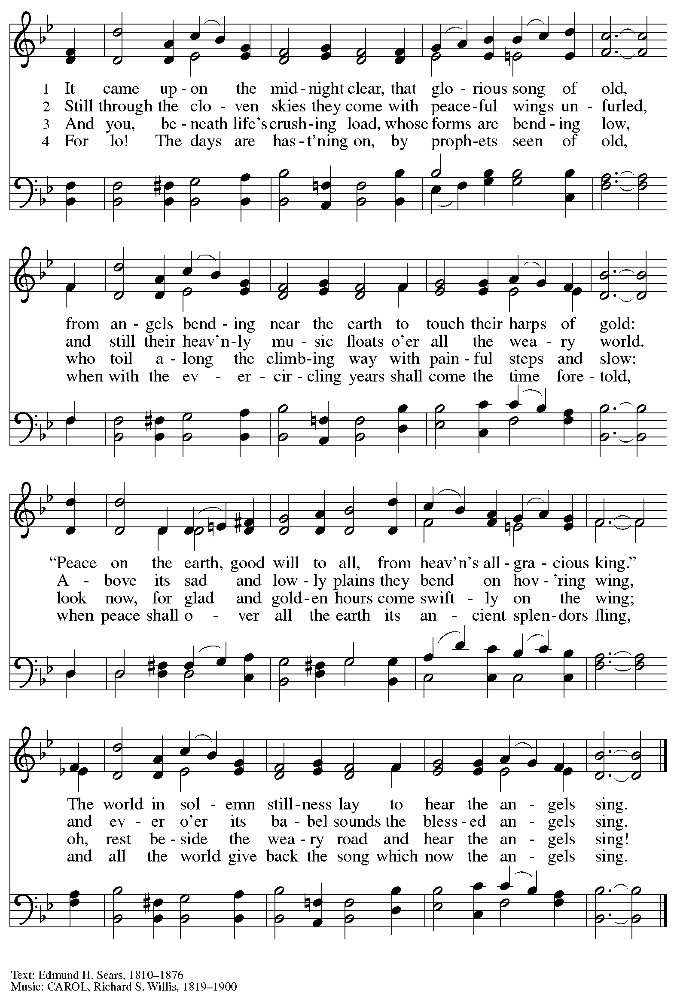 1 It came up - on the mid - night clear, that glo - rious song of old,
2 Still through the clo - ven skies they come with peace - ful wings un - furled,
3 And you, be - neath life’s crush - ing load, whose forms are bend - ing low,
4 For lo! The days are has - t’ning on, by proph - ets seen of old,
from an - gels bend - ing near the earth to touch their harps of gold:
and still their heav’n - ly mu - sic floats o’er all the wea - ry world.
who toil a - long the climb - ing way with pain - ful steps and slow:
when with the ev - er - cir - cling years shall come the time fore - told,
“Peace on the earth, good will to all, from heav’n’s all - gra - cious king.”
A - bove its sad and low - ly plains they bend on hov - ’ring wing,
look now, for glad and gold - en hours come swift - ly on the wing;
when peace shall o - ver all the earth its an - cient splen - dors fling,
The world in sol - emn still - ness lay to hear the an - gels sing.
and ev - er o’er its ba - bel sounds the bless - ed an - gels sing.
oh, rest be - side the wea - ry road and hear the an - gels sing!
and all the world give back the song which now the an - gels sing.
Text: Edmund H. Sears, 1810–1876
Music: CAROL, Richard S. Willis, 1819–1900